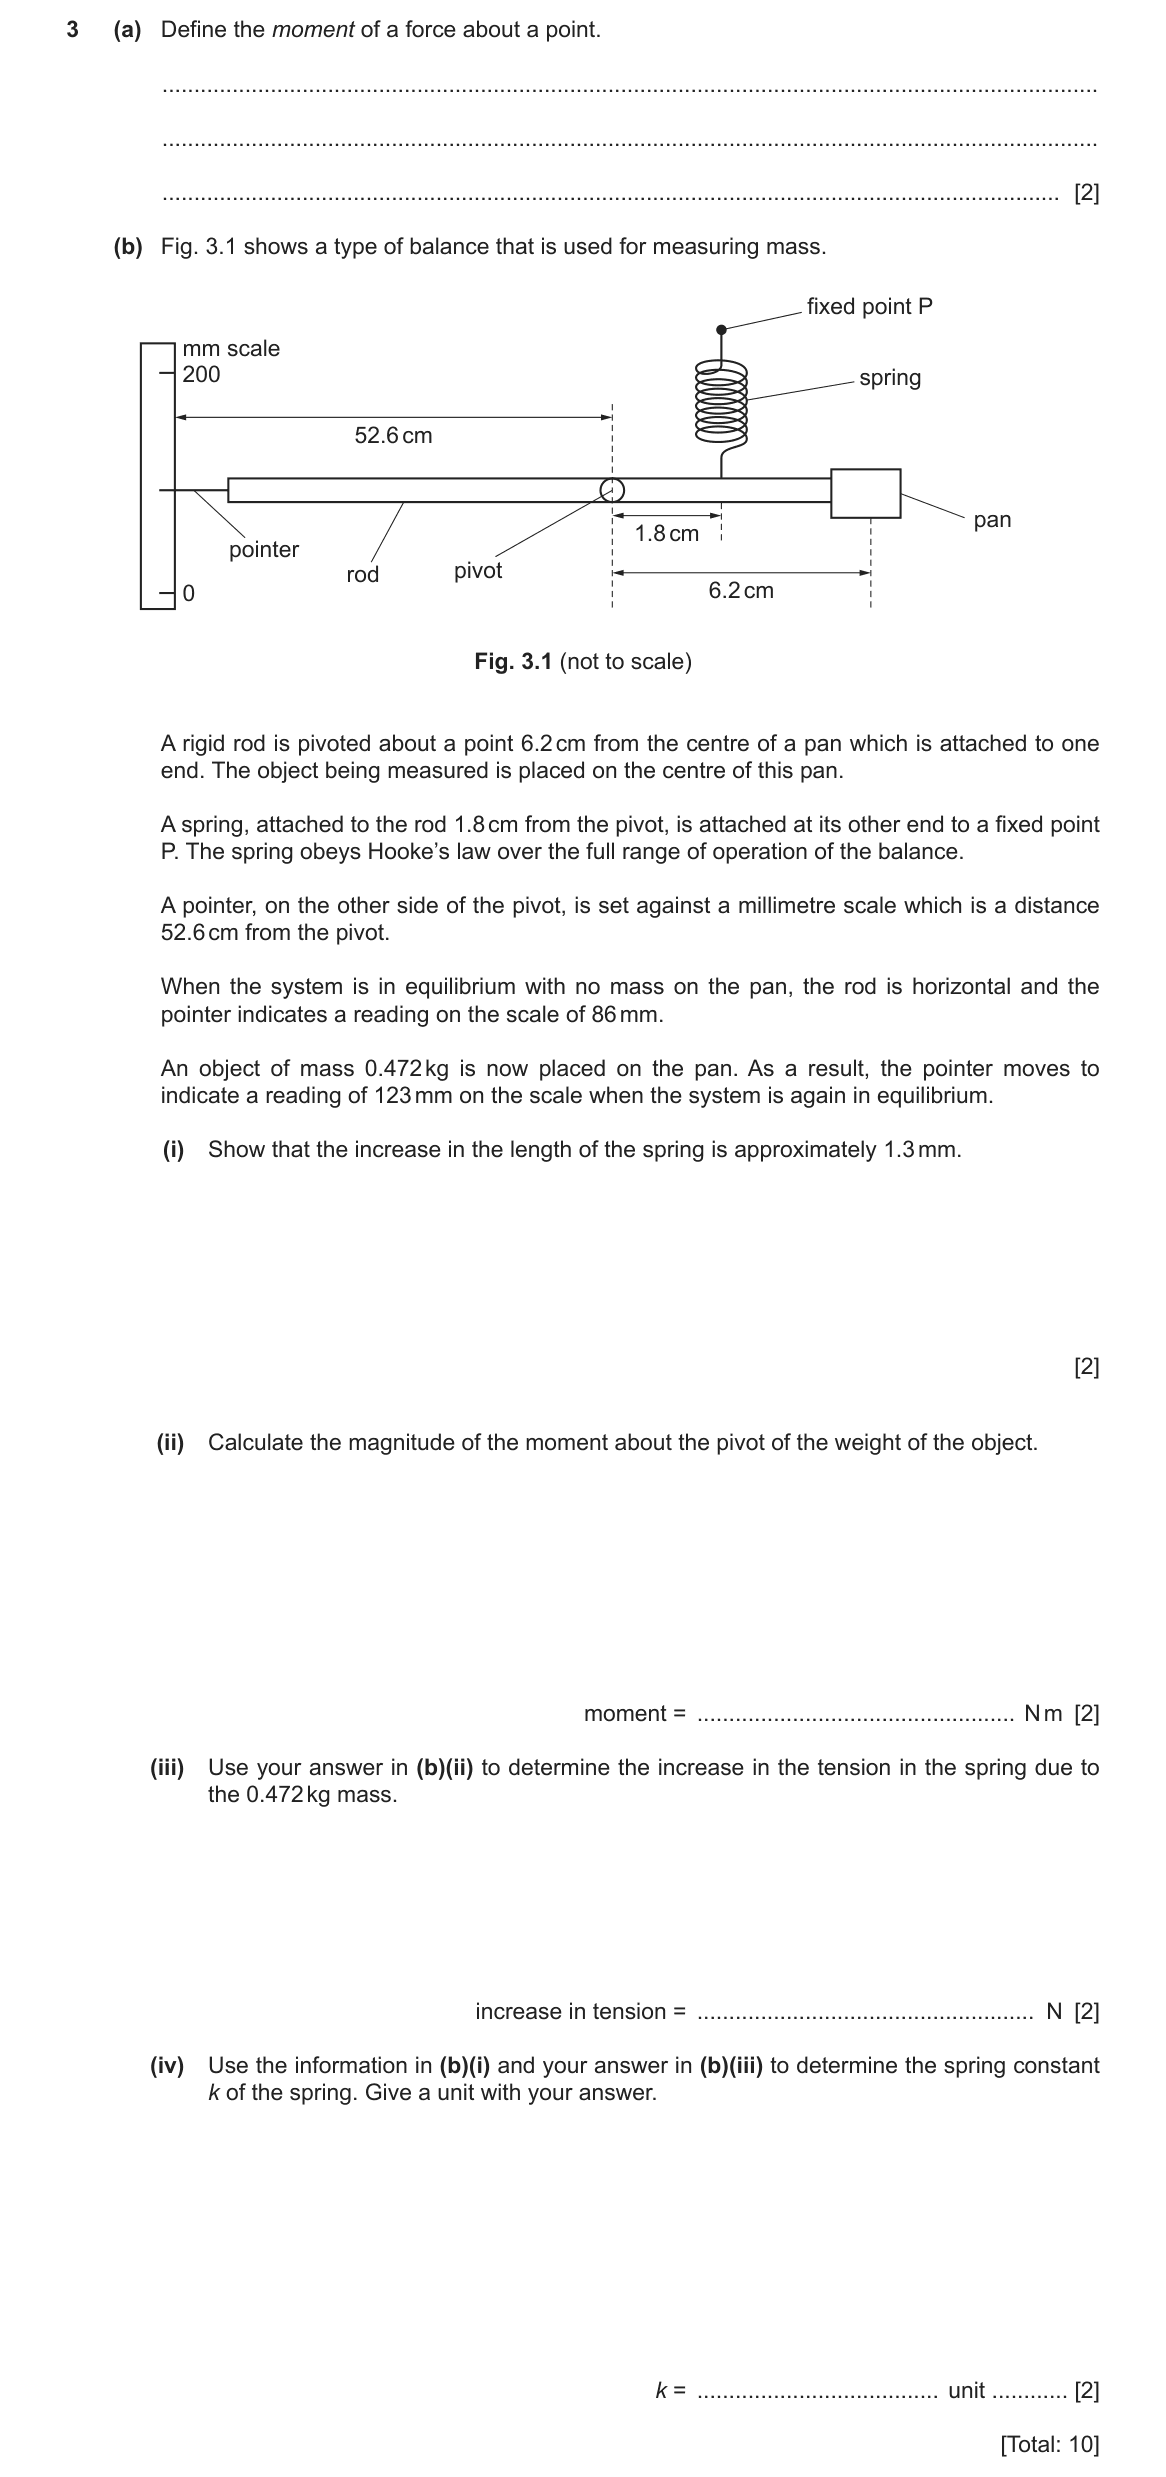 3 (a) Define the moment of a force about a point.
..........
..........
.......... [2]
(b) Fig. 3.1 shows a type of balance that is used for measuring mass.
fixed point P
mm scale
200
spring
52.6 cm
1.8 cm
pan
pointer
rod
pivot
6.2 cm
0
Fig. 3.1 (not to scale)
A rigid rod is pivoted about a point 6.2 cm from the centre of a pan which is attached to one
end. The object being measured is placed on the centre of this pan.
A spring, attached to the rod 1.8 cm from the pivot, is attached at its other end to a fixed point
P. The spring obeys Hooke's law over the full range of operation of the balance.
A pointer, on the other side of the pivot, is set against a millimetre scale which is a distance
52.6 cm from the pivot.
When the system is in equilibrium with no mass on the pan, the rod is horizontal and the
pointer indicates a reading on the scale of 86 mm.
An object of mass 0.472 kg is now placed on the pan. As a result, the pointer moves to
indicate a reading of 123 mm on the scale when the system is again in equilibrium.
(i) Show that the increase in the length of the spring is approximately 1.3 mm.
[2]
(ii) Calculate the magnitude of the moment about the pivot of the weight of the object.
moment = .......... N m [2]
(iii) Use your answer in (b)(ii) to determine the increase in the tension in the spring due to
the 0.472 kg mass.
increase in tension = .......... N [2]
(iv) Use the information in (b)(i) and your answer in (b)(iii) to determine the spring constant
k of the spring. Give a unit with your answer.
k = .......... unit .......... [2]
[Total: 10]